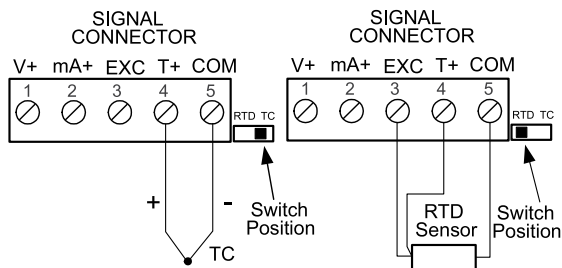 SIGNAL
CONNECTOR
V+ mA+ EXC T+ COM
1 2 3 4 5
RTD TC
+ -
Switch
Position
TC
SIGNAL
CONNECTOR
V+ mA+ EXC T+ COM
1 2 3 4 5
RTD TC
RTD
Sensor
Switch
Position